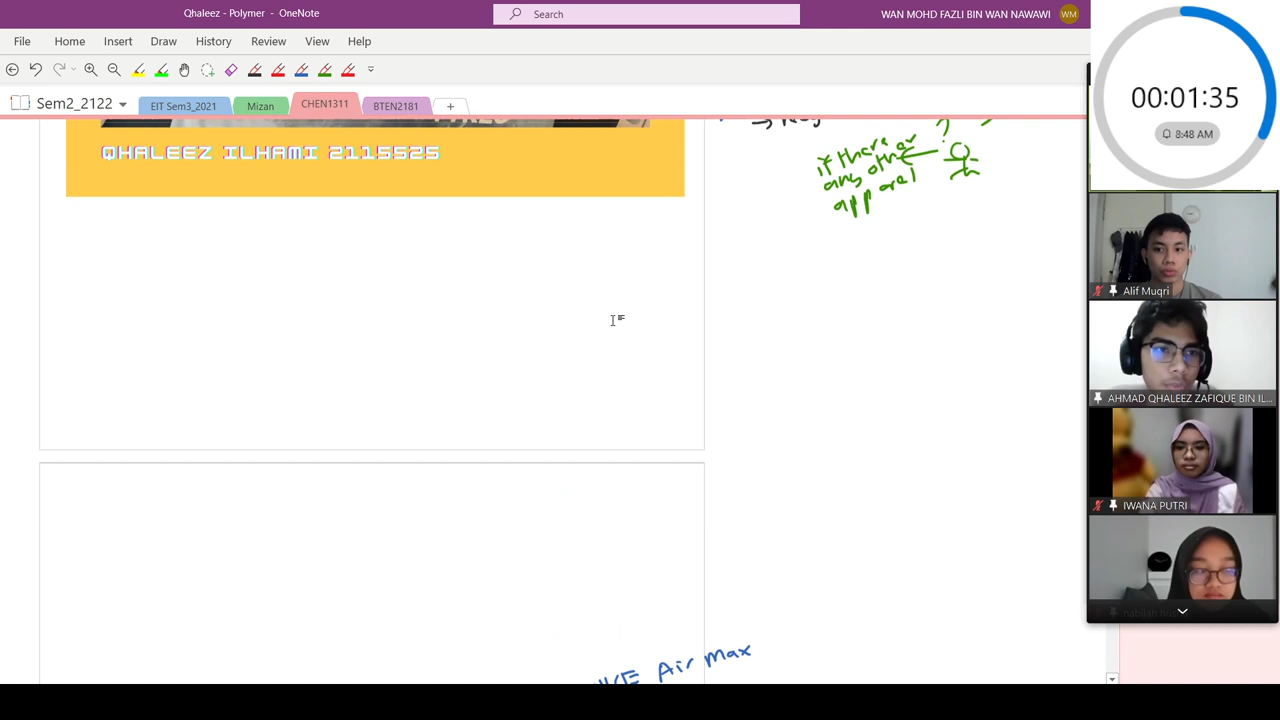 Qhaleez - Polymer - OneNote
Search
WAN MOHD FAZLI BIN WAN NAWAWI
WM
File Home Insert Draw History Review View Help
Sem2_2122
EIT Sem3_2021
Mizan
CHEN1311
BTEN2181
QHALEEZ ILHAMI 2115525
if there
any other
apparel
?
Air Max
00:01:35
8:48 AM
Alif Muqri
AHMAD QHALEEZ ZAFIQUE BIN IL...
IWANA PUTRI